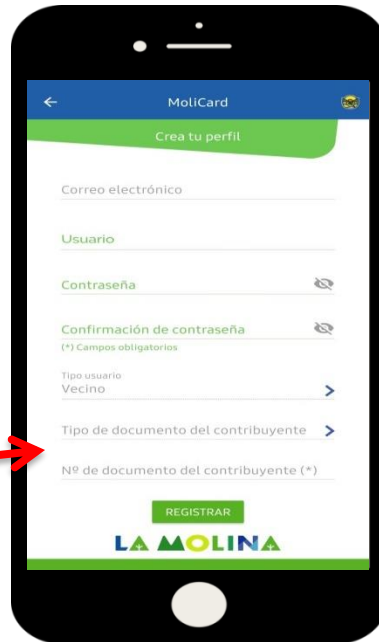 MoliCard
Crea tu perfil
Correo electrónico
Usuario
Contraseña
Confirmación de contraseña
(*) Campos obligatorios
Tipo usuario
Vecino
Tipo de documento del contribuyente
Nº de documento del contribuyente (*)
REGISTRAR
LA MOLINA